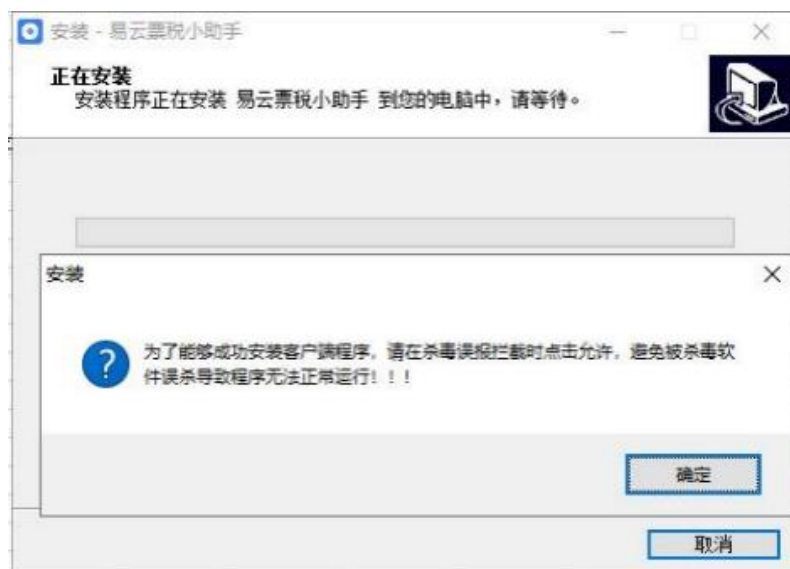 安装 - 易云票税小助手
正在安装
安装程序正在安装 易云票税小助手 到您的电脑中，请等待。
安装
为了能够成功安装客户端程序，请在杀毒误报拦截时点击允许，避免被杀毒软
件误杀导致程序无法正常运行！！！
确定
取消